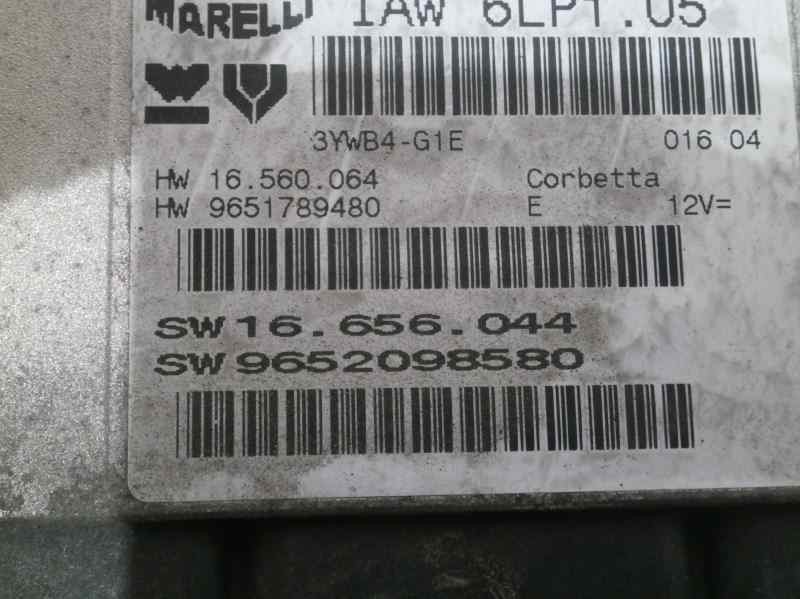 MARELLI IAW 6LP1.05
3YWB4-G1E 016 04
HW 16.560.064 Corbetta
HW 9651789480 E 12V=
SW 16.656.044
SW 9652098580